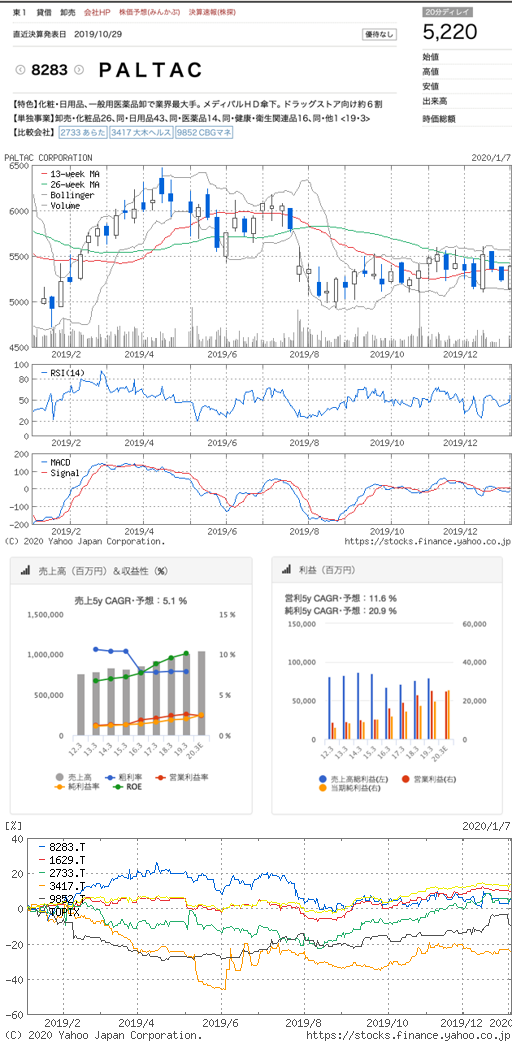 東1 貸借 卸売 会社HP 株価予想(みんかぶ) 決算速報(株探)
20分ディレイ
5,220
直近決算発表日 2019/10/29
優待なし
始値
高値
安値
出来高
時価総額
8283 PALTAC
【特色】化粧・日用品、一般用医薬品卸で業界最大手。メディパルHD傘下。ドラッグストア向け約6割
【単独事業】卸売・化粧品26、同・日用品43、同・医薬品14、同・健康・衛生関連品16、同・他1 <19・3>
【比較会社】 2733 あらた 3417 大木ヘルス 9852 CBGマネ
PALTAC CORPORATION
2020/1/7
13-week MA
26-week MA
Bollinger
Volume
6500
6000
5500
5000
4500
2019/2 2019/4 2019/6 2019/8 2019/10 2019/12
RSI(14)
100
80
50
20
0
2019/2 2019/4 2019/6 2019/8 2019/10 2019/12
MACD
Signal
200
100
0
-100
-200
2019/2 2019/4 2019/6 2019/8 2019/10 2019/12
(C) 2020 Yahoo Japan Corporation.
https://stocks.finance.yahoo.co.jp
売上高（百万円）＆収益性（%）
売上5y CAGR・予想：5.1 %
1,500,000
1,000,000
500,000
0
15 %
10 %
5 %
0 %
12.3 13.3 14.3 15.3 16.3 17.3 18.3 19.3 20.3E
売上高 粗利率 営業利益率
純利益率 ROE
利益（百万円）
営利5y CAGR・予想：11.6 %
純利5y CAGR・予想：20.9 %
150,000
100,000
50,000
0
60,000
40,000
20,000
0
12.3 13.3 14.3 15.3 16.3 17.3 18.3 19.3 20.3E
売上高総利益(左) 営業利益(右)
当期純利益(右)
[%]
2020/1/7
8283.T
1629.T
2733.T
3417.T
9852.T
TOPIX
40
20
0
-20
-40
-60
2019/2 2019/4 2019/6 2019/8 2019/10 2019/12 2020
(C) 2020 Yahoo Japan Corporation.
https://stocks.finance.yahoo.co.jp